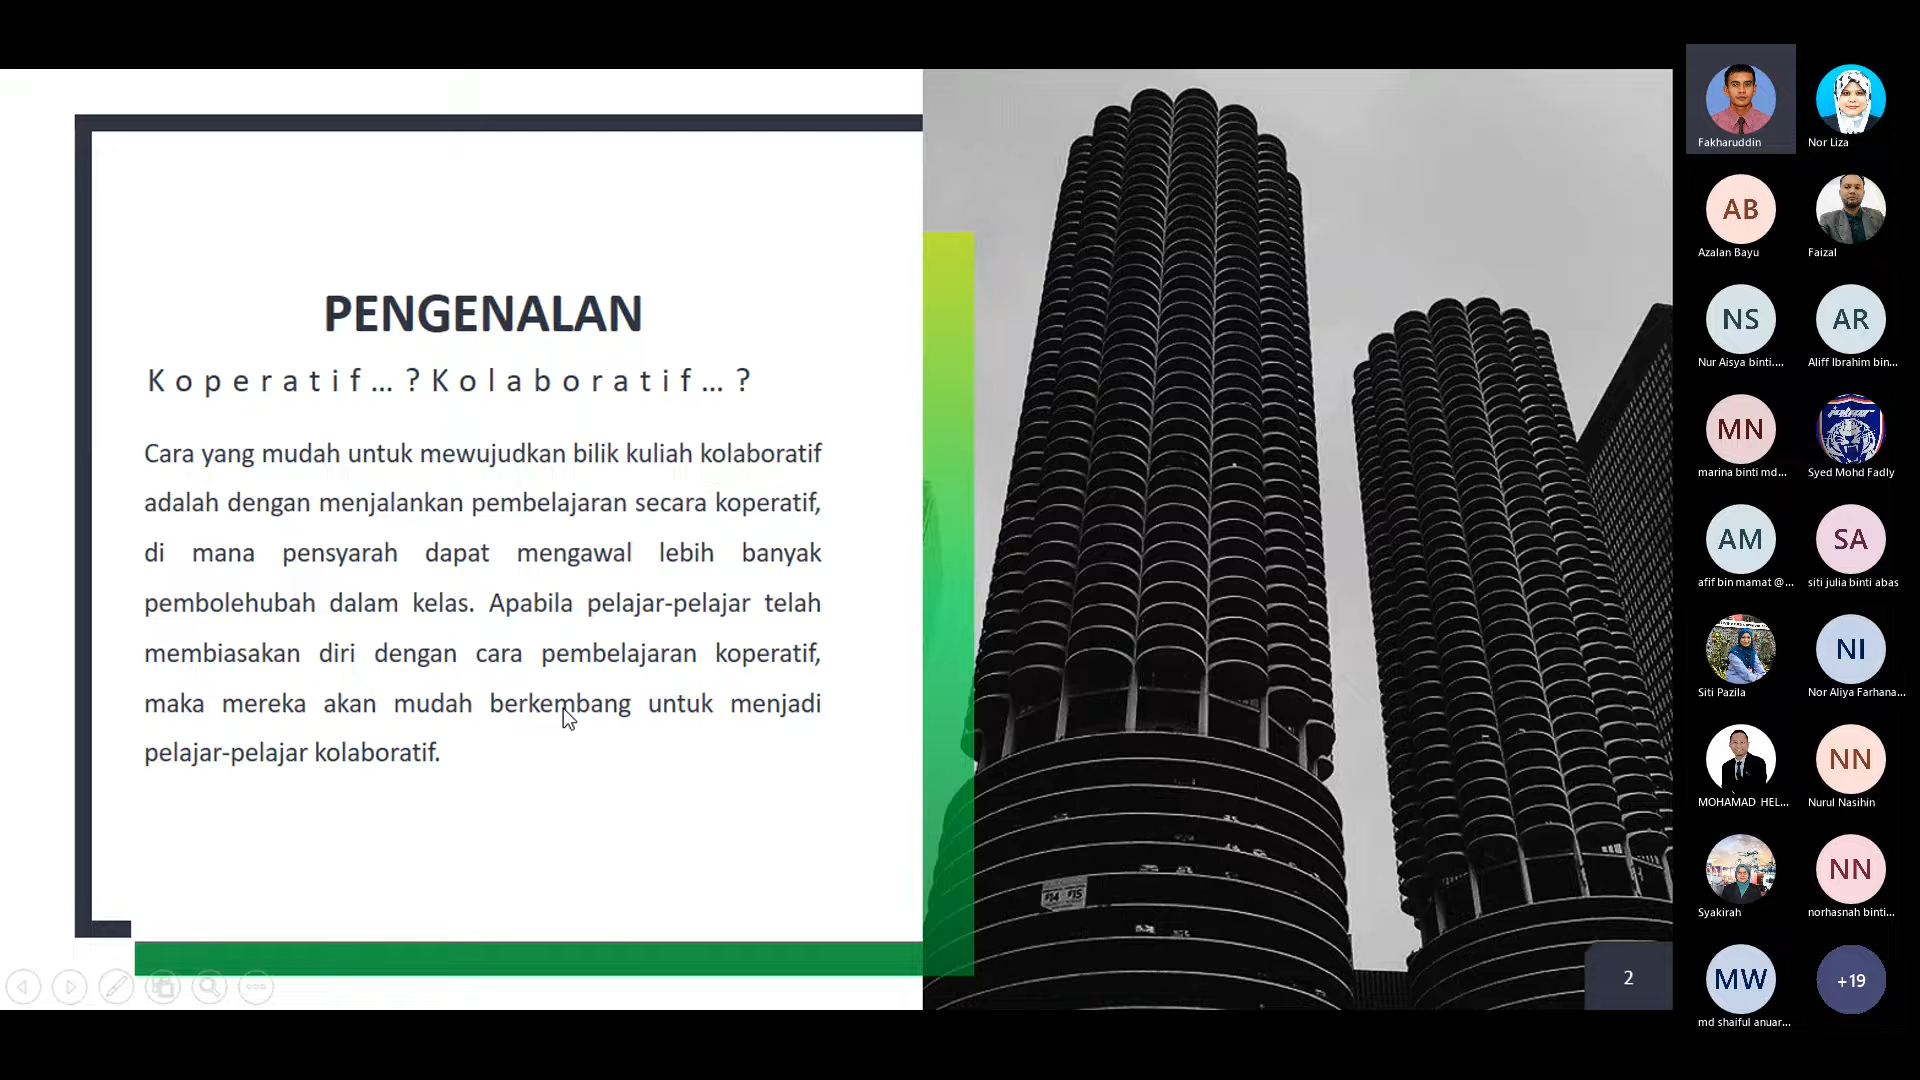 PENGENALAN
Koperatif…?Kolaboratif…?
Cara yang mudah untuk mewujudkan bilik kuliah kolaboratif
adalah dengan menjalankan pembelajaran secara koperatif,
di mana pensyarah dapat mengawal lebih banyak
pembolehubah dalam kelas. Apabila pelajar-pelajar telah
membiasakan diri dengan cara pembelajaran koperatif,
maka mereka akan mudah berkembang untuk menjadi
pelajar-pelajar kolaboratif.
2
Fakharuddin
Nor Liza
AB
Azalan Bayu
Faizal
NS
Nur Aisya binti....
AR
Aliff Ibrahim bin...
MN
marina binti md...
Syed Mohd Fadly
AM
afif bin mamat @...
SA
siti julia binti abas
Siti Pazila
NI
Nor Aliya Farhana...
MOHAMAD HEL...
NN
Nurul Nasihin
Syakirah
NN
norhasnah binti...
MW
md shaiful anuar...
+19